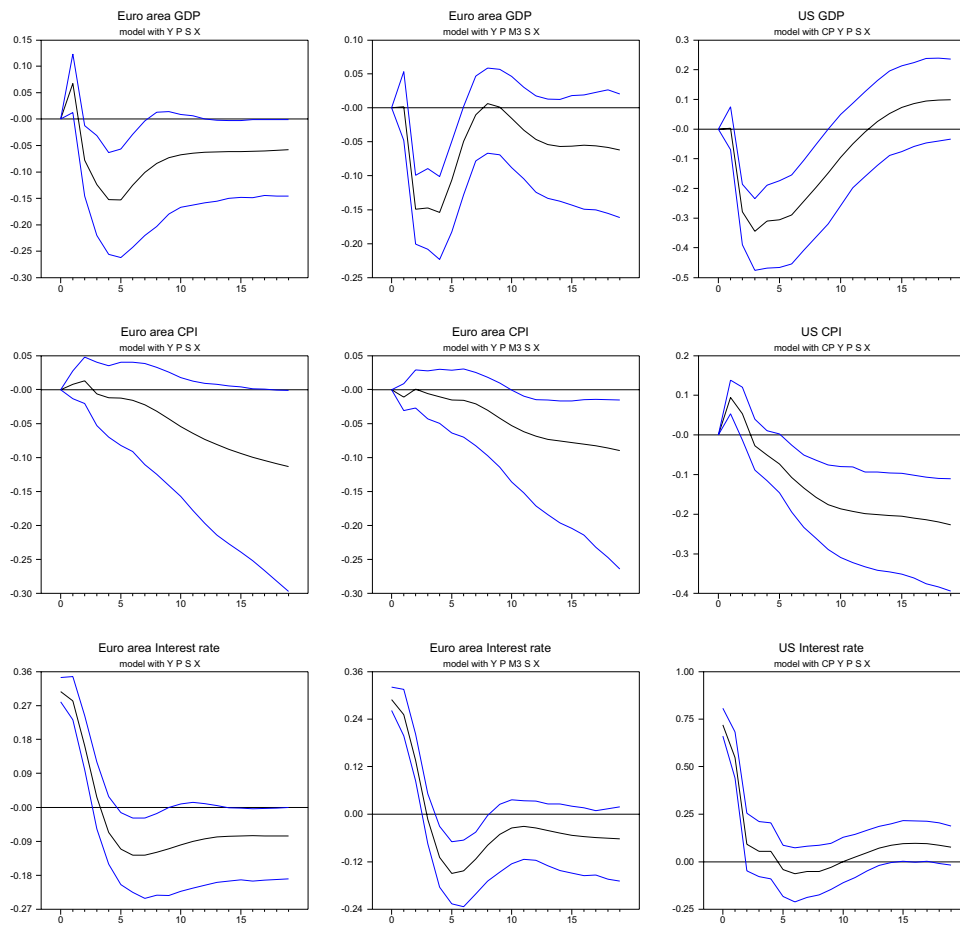 Euro area GDP
model with Y P S X
0.15
0.10
0.05
-0.00
-0.05
-0.10
-0.15
-0.20
-0.25
-0.30
0 5 10 15
Euro area GDP
model with Y P M3 S X
0.10
0.05
-0.00
-0.05
-0.10
-0.15
-0.20
-0.25
0 5 10 15
US GDP
model with CP Y P S X
0.3
0.2
0.1
-0.0
-0.1
-0.2
-0.3
-0.4
-0.5
0 5 10 15
Euro area CPI
model with Y P S X
0.05
-0.00
-0.05
-0.10
-0.15
-0.20
-0.25
-0.30
0 5 10 15
Euro area CPI
model with Y P M3 S X
0.05
-0.00
-0.05
-0.10
-0.15
-0.20
-0.25
-0.30
0 5 10 15
US CPI
model with CP Y P S X
0.2
0.1
-0.0
-0.1
-0.2
-0.3
-0.4
0 5 10 15
Euro area Interest rate
model with Y P S X
0.36
0.27
0.18
0.09
-0.00
-0.09
-0.18
-0.27
0 5 10 15
Euro area Interest rate
model with Y P M3 S X
0.36
0.24
0.12
0.00
-0.12
-0.24
0 5 10 15
US Interest rate
model with CP Y P S X
1.00
0.75
0.50
0.25
0.00
-0.25
0 5 10 15